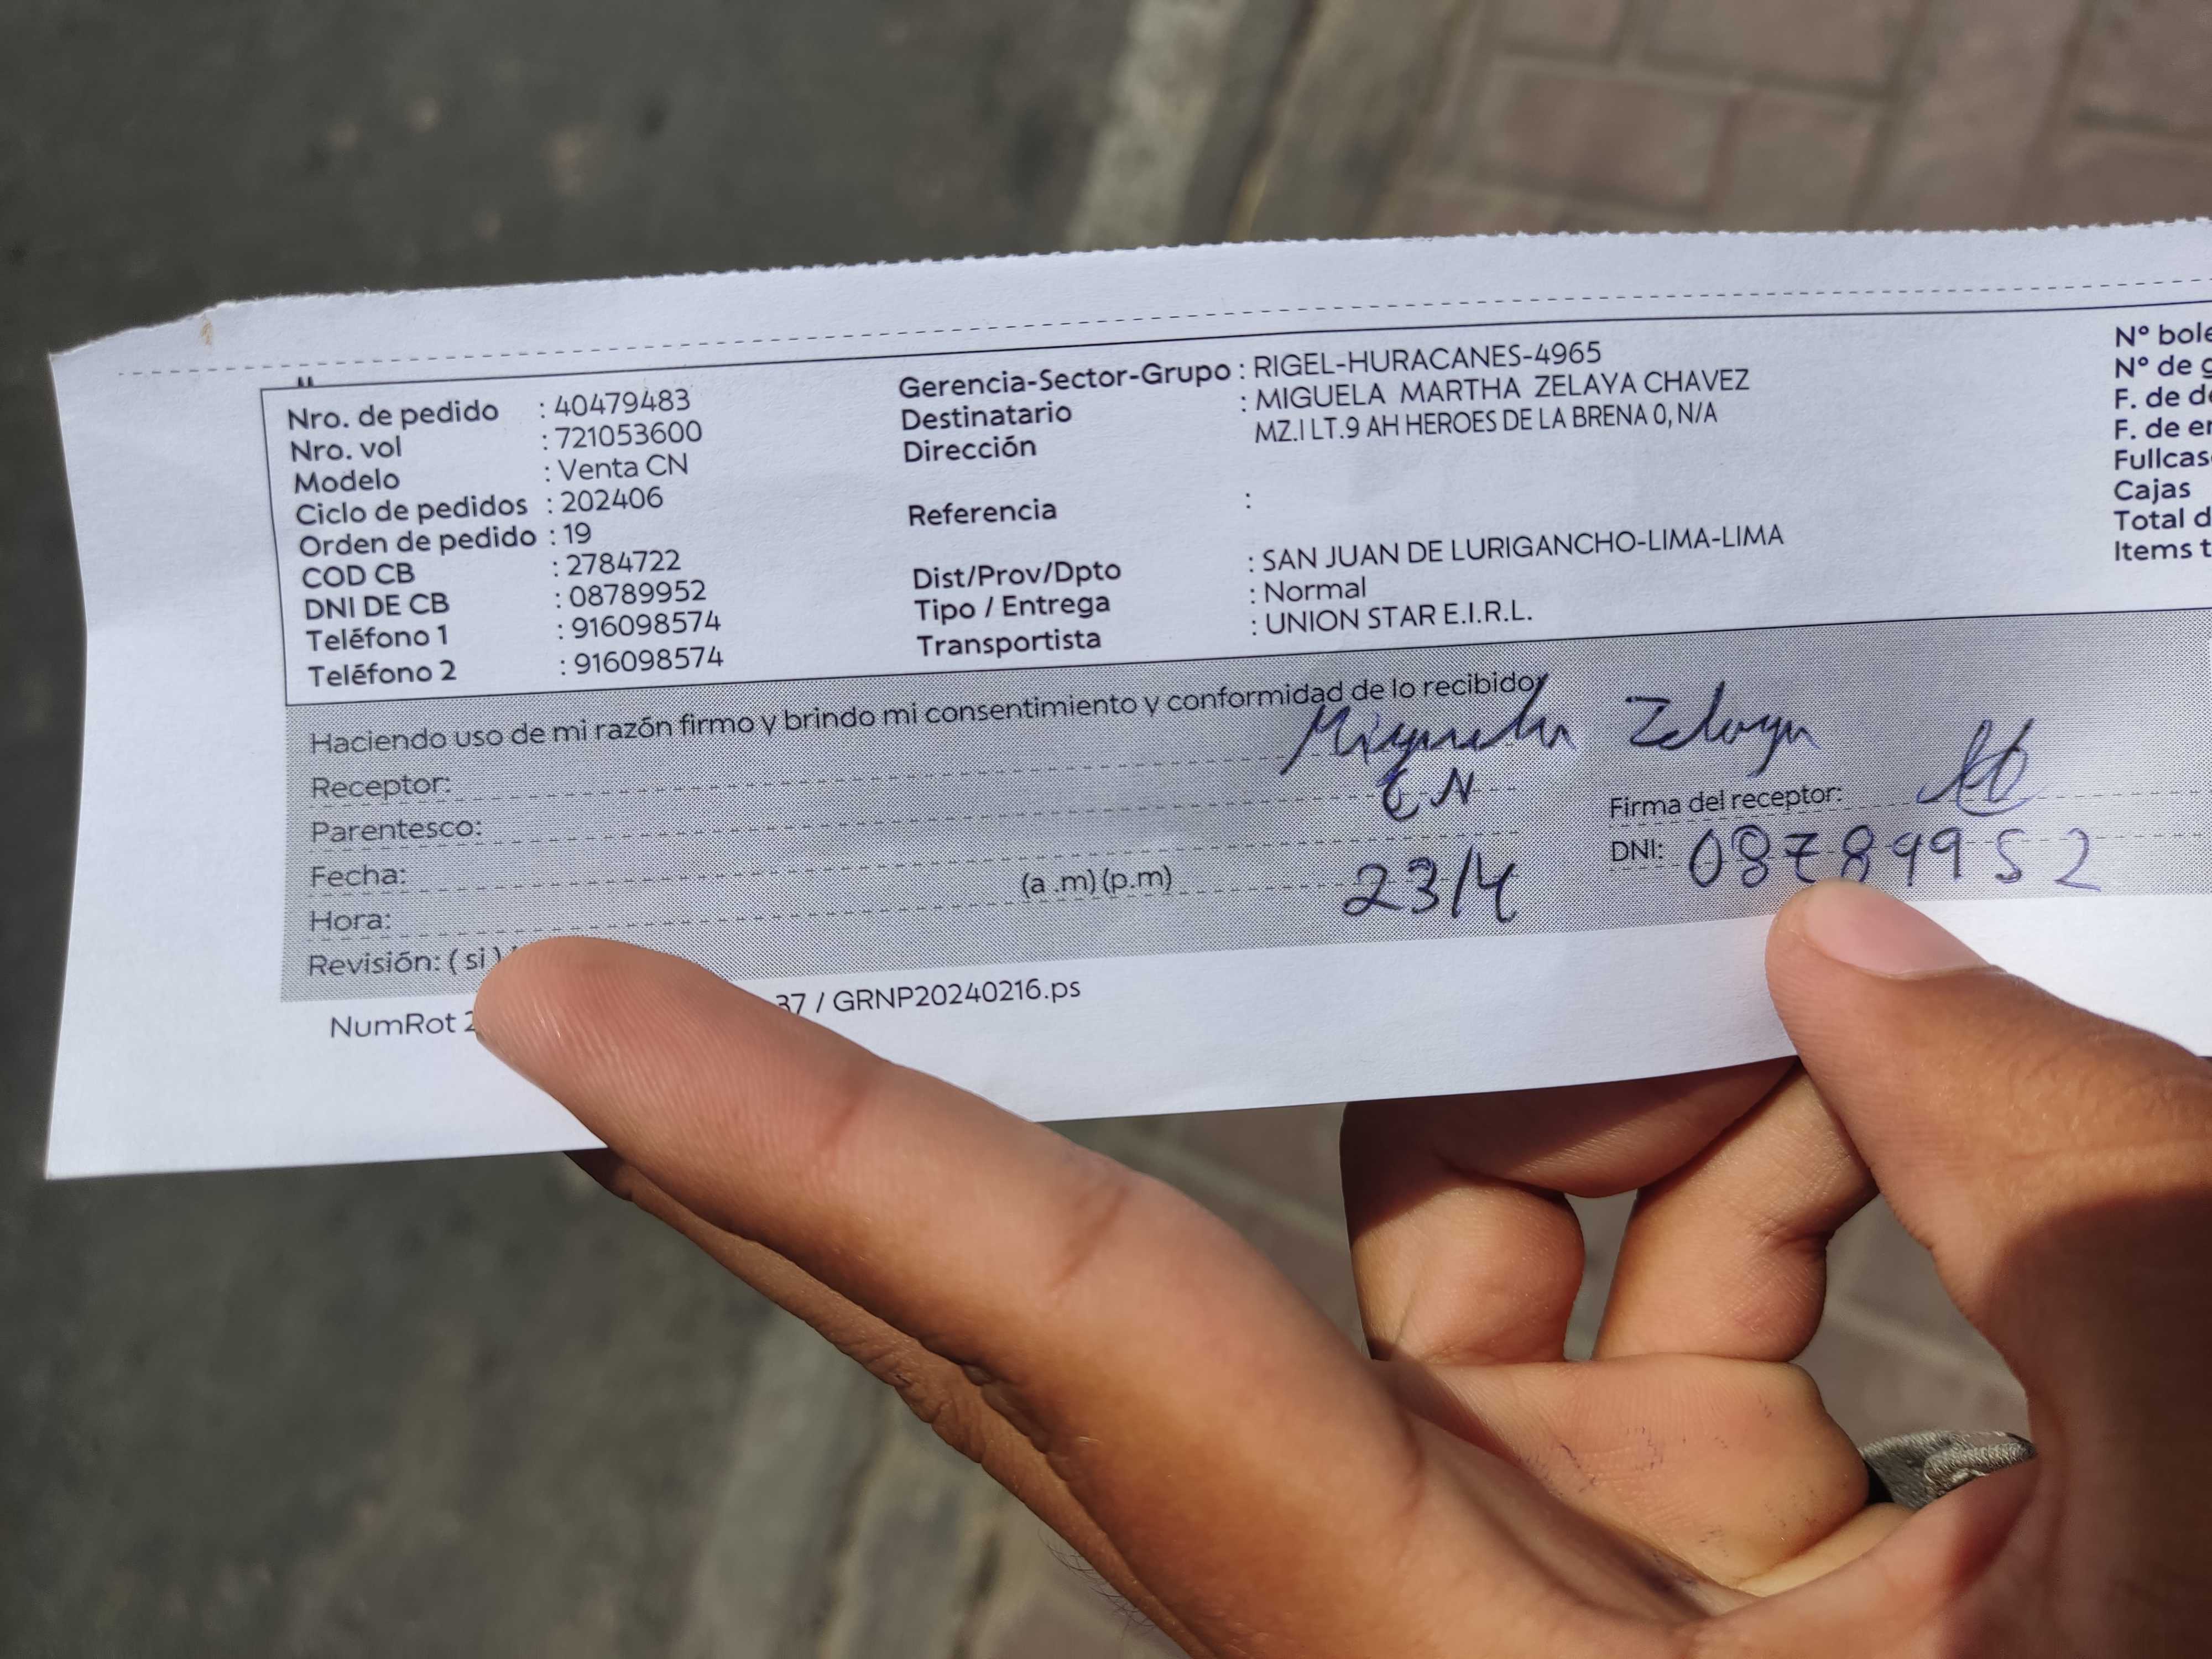 Nro. de pedido : 40479483
Nro. vol : 721053600
Modelo : Venta CN
Ciclo de pedidos : 202406
Orden de pedido : 19
COD CB : 2784722
DNI DE CB : 08789952
Teléfono 1 : 916098574
Teléfono 2 : 916098574
Gerencia-Sector-Grupo : RIGEL-HURACANES-4965
Destinatario : MIGUELA MARTHA ZELAYA CHAVEZ
Dirección MZ.I LT.9 AH HEROES DE LA BRENA 0, N/A
Referencia :
Dist/Prov/Dpto : SAN JUAN DE LURIGANCHO-LIMA-LIMA
Tipo / Entrega : Normal
Transportista : UNION STAR E.I.R.L.
N° bole
N° de g
F. de de
F. de en
Fullcas
Cajas
Total d
Items t
Haciendo uso de mi razón firmo y brindo mi consentimiento y conformidad de lo recibido
Receptor: Miguela Zelaya
Parentesco: CN
Firma del receptor:
Fecha: 23/4
DNI: 08789952
Hora: (a .m) (p.m)
Revisión: ( si )
NumRot 2 37 / GRNP20240216.ps